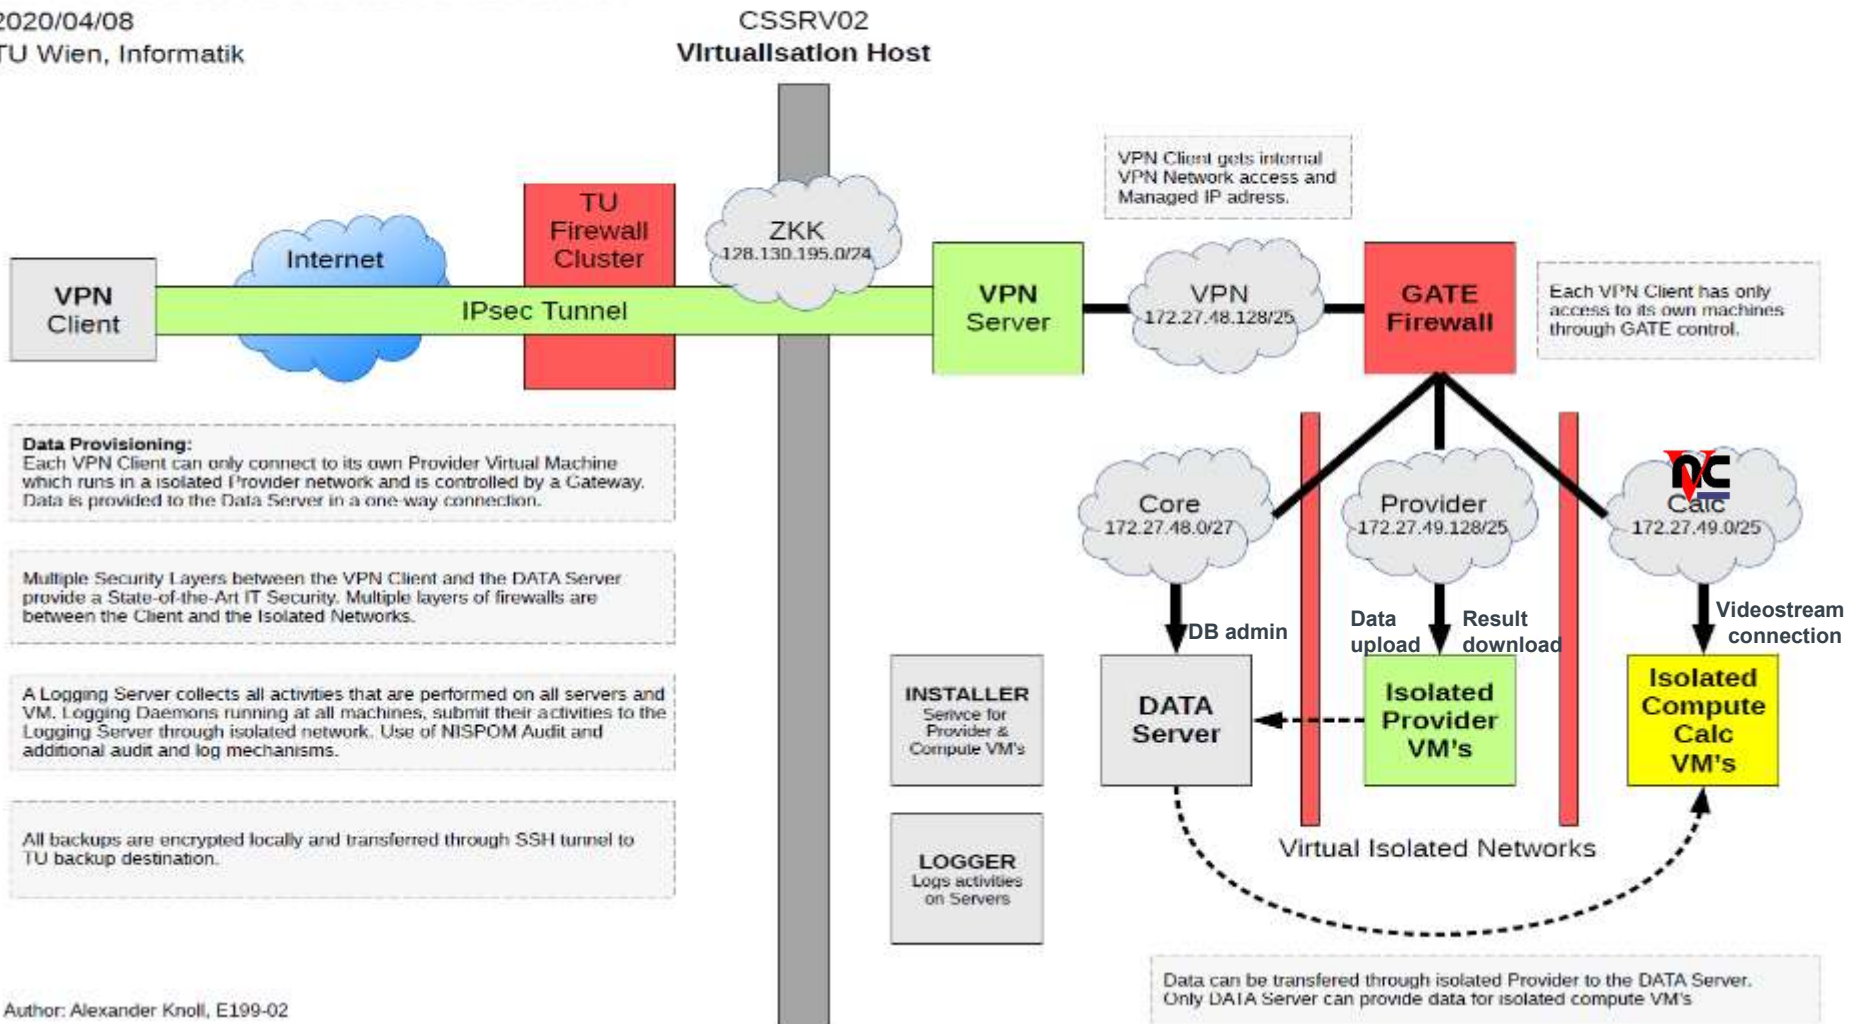 2020/04/08
TU Wien, Informatik
CSSRV02
Virtualisation Host
VPN Client gets internal
VPN Network access and
Managed IP adress.
TU
Firewall
Cluster
ZKK
128.130.195.0/24
Internet
VPN
Client
IPsec Tunnel
VPN
Server
VPN
172.27.48.128/25
GATE
Firewall
Each VPN Client has only
access to its own machines
through GATE control.
Data Provisioning:
Each VPN Client can only connect to its own Provider Virtual Machine
which runs in a isolated Provider network and is controlled by a Gateway.
Data is provided to the Data Server in a one-way connection.
Core
172.27.48.0/27
Provider
172.27.49.128/25
VNC
Calc
172.27.49.0/25
Multiple Security Layers between the VPN Client and the DATA Server
provide a State-of-the-Art IT Security. Multiple layers of firewalls are
between the Client and the Isolated Networks.
DB admin
Data
upload
Result
download
Videostream
connection
A Logging Server collects all activities that are performed on all servers and
VM. Logging Daemons running at all machines, submit their activities to the
Logging Server through isolated network. Use of NISPOM Audit and
additional audit and log mechanisms.
INSTALLER
Serivce for
Provider &
Compute VM's
DATA
Server
Isolated
Provider
VM's
Isolated
Compute
Calc
VM's
All backups are encrypted locally and transferred through SSH tunnel to
TU backup destination.
LOGGER
Logs activities
on Servers
Virtual Isolated Networks
Data can be transfered through isolated Provider to the DATA Server.
Only DATA Server can provide data for isolated compute VM's
Author: Alexander Knoll, E199-02